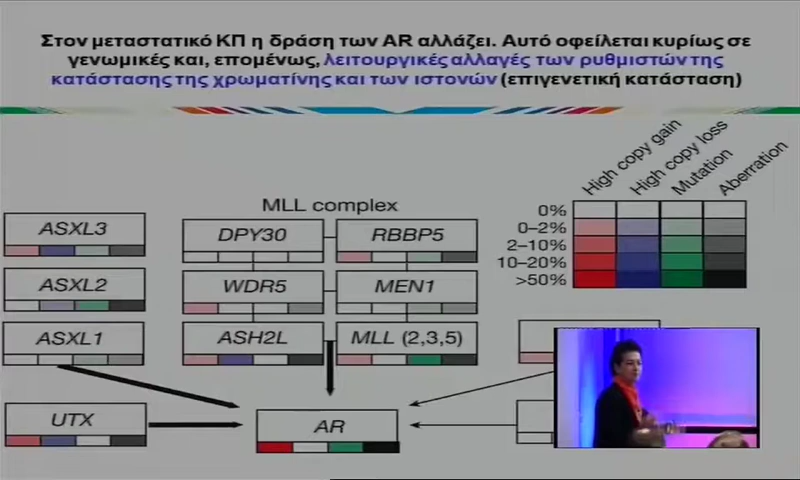 Στον μεταστατικό ΚΠ η δράση των AR αλλάζει. Αυτό οφείλεται κυρίως σε
γενωμικές και, επομένως, λειτουργικές αλλαγές των ρυθμιστών της
κατάστασης της χρωματίνης και των ιστονών (επιγενετική κατάσταση)
High copy gain
High copy loss
Mutation
Aberration
0%
0–2%
2–10%
10–20%
>50%
MLL complex
ASXL3
DPY30
RBBP5
ASXL2
WDR5
MEN1
ASXL1
ASH2L
MLL (2,3,5)
UTX
AR